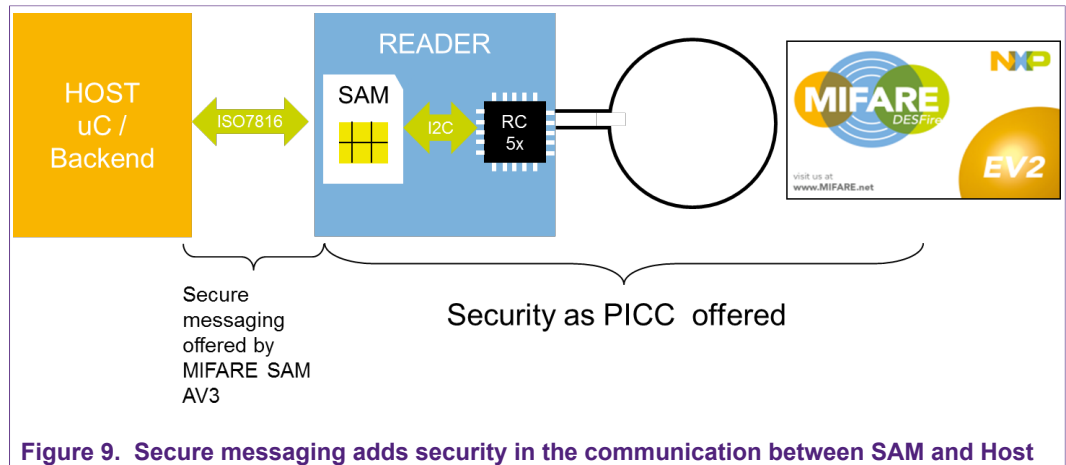 HOST
uC /
Backend
ISO7816
READER
SAM
I2C
RC
5x
NXP
MIFARE
DESFire
EV2
visit us at
www.MIFARE.net
Secure
messaging
offered by
MIFARE SAM
AV3
Security as PICC offered
Figure 9. Secure messaging adds security in the communication between SAM and Host